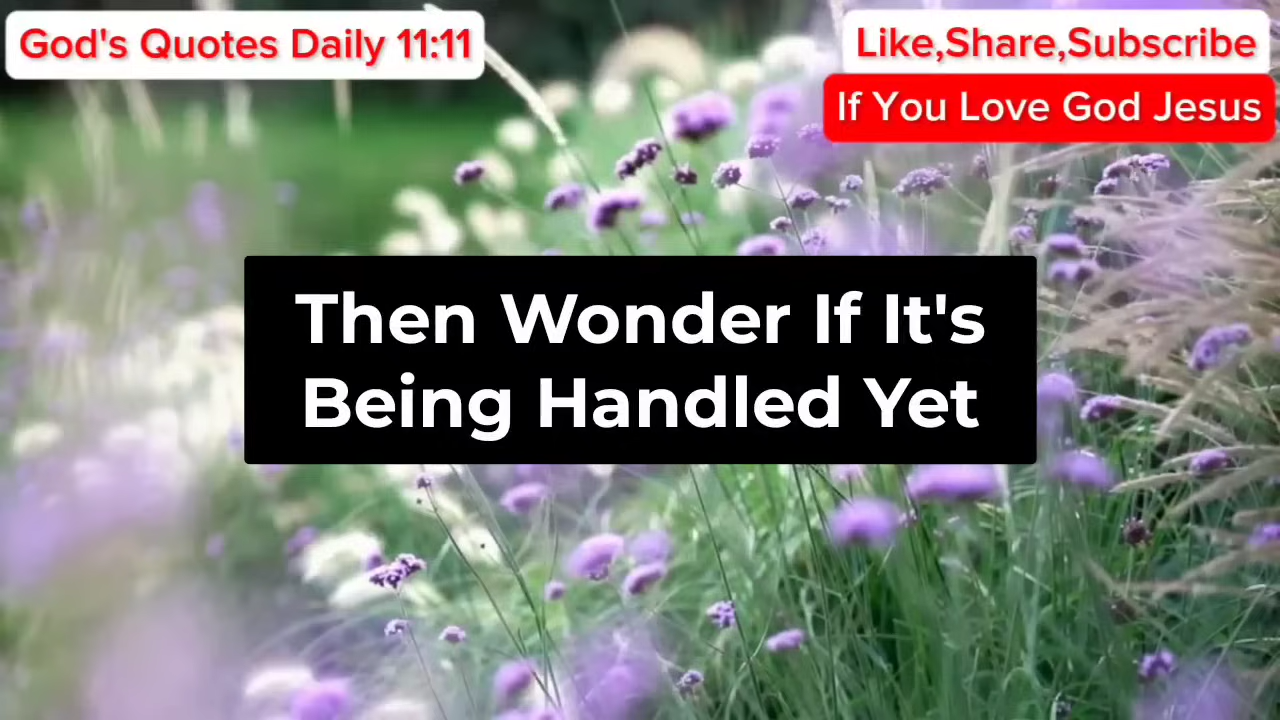 God's Quotes Daily 11:11
Like,Share,Subscribe
If You Love God Jesus
Then Wonder If It's
Being Handled Yet